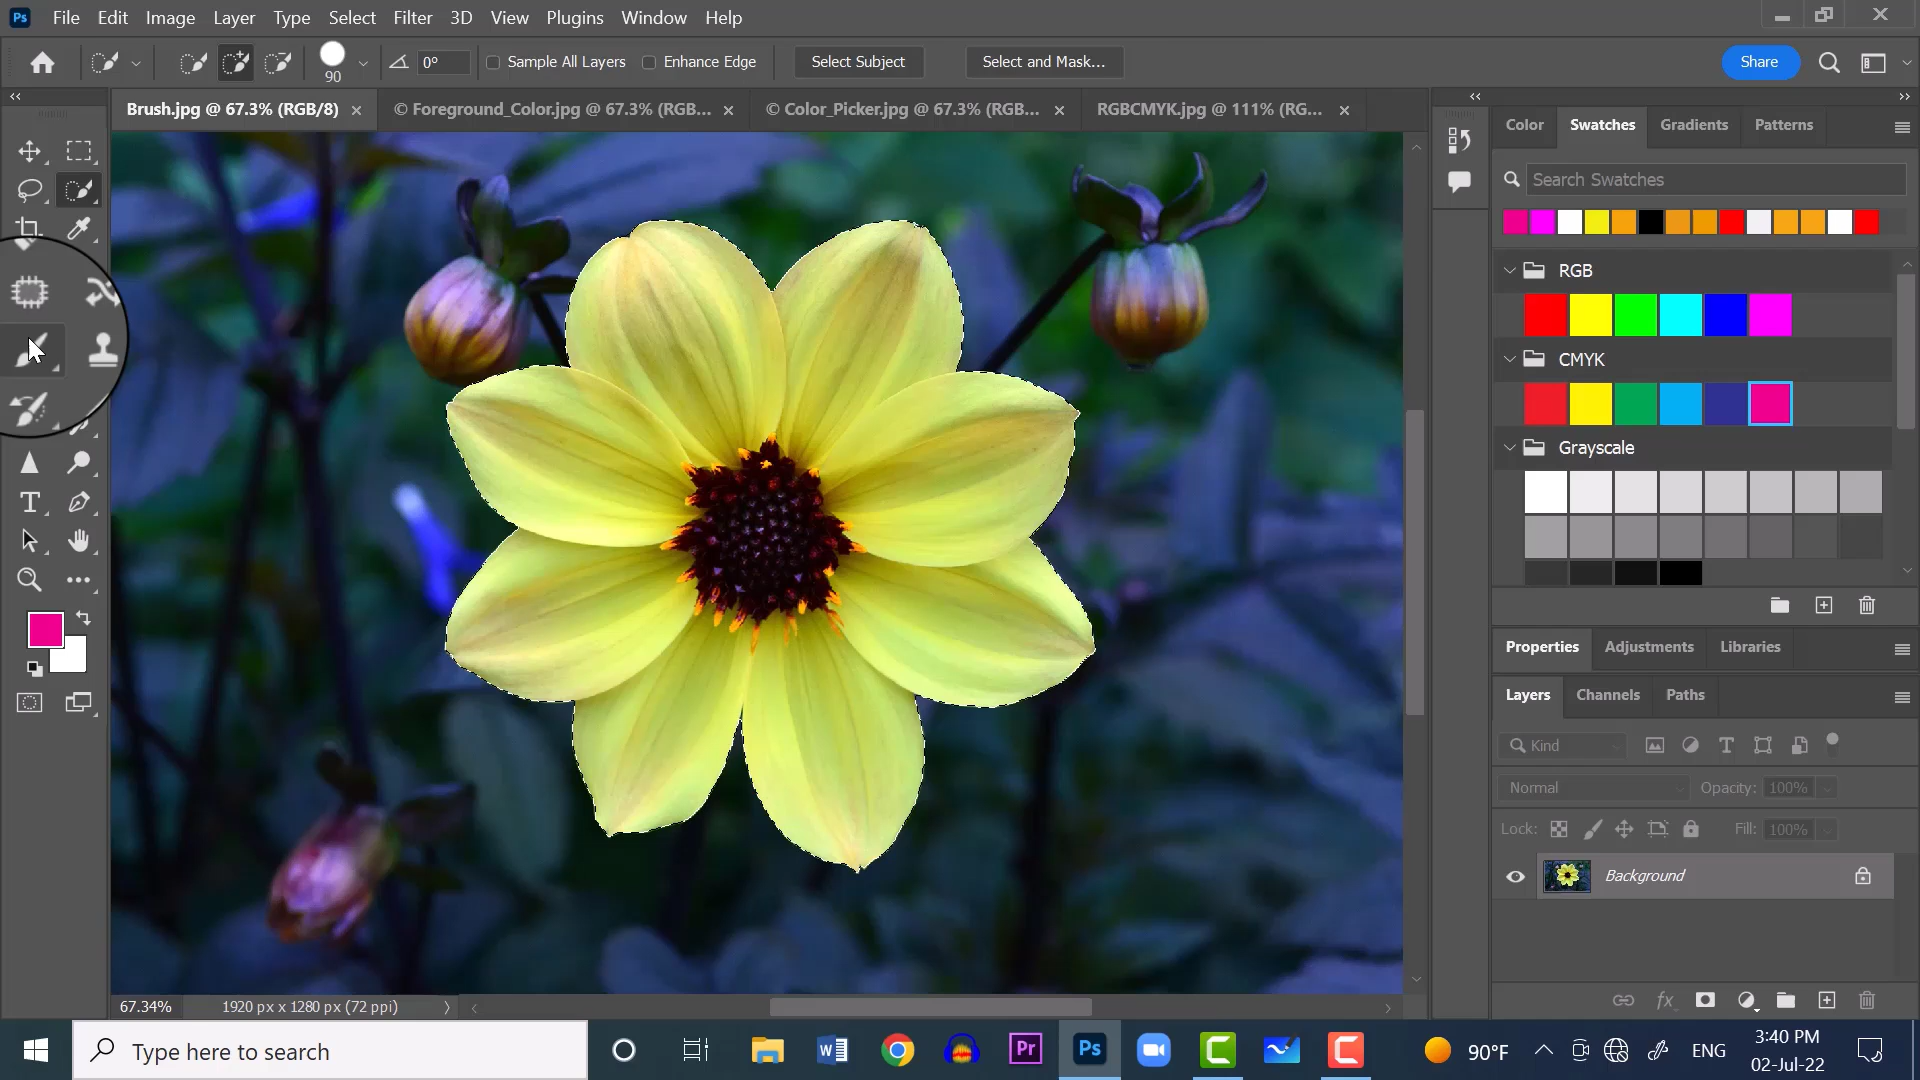 Ps File Edit Image Layer Type Select Filter 3D View Plugins Window Help
90 0° Sample All Layers Enhance Edge Select Subject Select and Mask... Share
Brush.jpg @ 67.3% (RGB/8) © Foreground_Color.jpg @ 67.3% (RGB... © Color_Picker.jpg @ 67.3% (RGB... RGBCMYK.jpg @ 111% (RG...
Color Swatches Gradients Patterns
Search Swatches
RGB
CMYK
Grayscale
Properties Adjustments Libraries
Layers Channels Paths
Kind
Normal Opacity: 100%
Lock: Fill: 100%
Background
67.34% 1920 px x 1280 px (72 ppi)
Type here to search Pr Ps 90°F ENG 3:40 PM
02-Jul-22